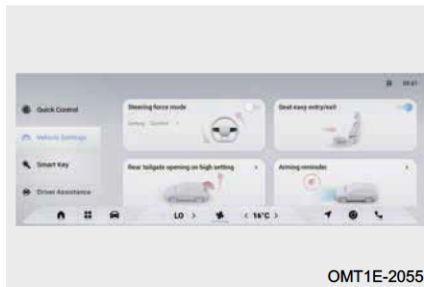 Quick Control
Vehicle Settings
Smart Key
Driver Assistance
Steering force mode
Seat easy entry/exit
Rear tailgate opening on high setting
Arming reminder
LO
16°C
OMT1E-2055